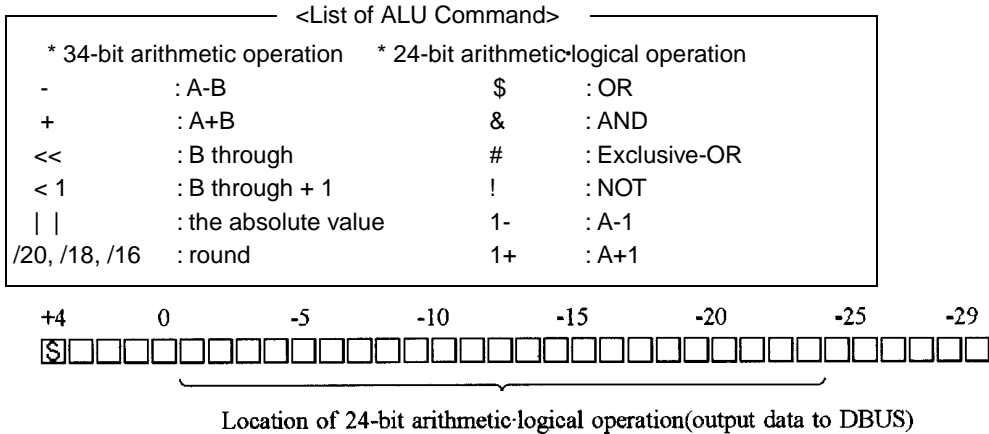 <List of ALU Command>
* 34-bit arithmetic operation * 24-bit arithmetic·logical operation
- : A-B $ : OR
+ : A+B & : AND
<< : B through # : Exclusive-OR
< 1 : B through + 1 ! : NOT
| | : the absolute value 1- : A-1
/20, /18, /16 : round 1+ : A+1
+4 0 -5 -10 -15 -20 -25 -29
S
Location of 24-bit arithmetic·logical operation(output data to DBUS)